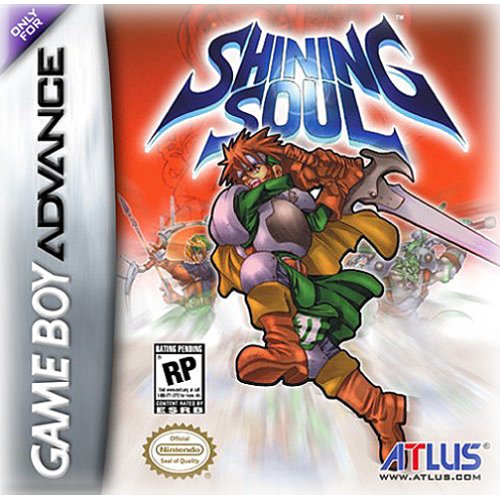 ONLY
FOR
GAME BOY ADVANCE
SHINING
SOUL
TM
RATING PENDING
RP
CONTENT RATED BY
ESRB
Official
Nintendo
Seal of Quality
ATLUS®
WWW.ATLUS.COM